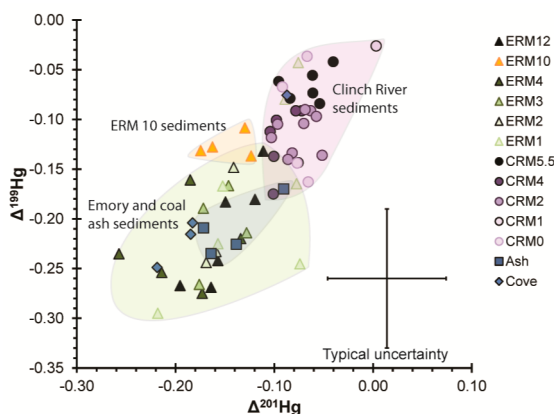 0.00
-0.05
-0.10
-0.15
-0.20
-0.25
-0.30
-0.35
Δ¹⁹⁹Hg
-0.30
-0.20
-0.10
0.00
0.10
Δ²⁰¹Hg
Clinch River
sediments
ERM 10 sediments
Emory and coal
ash sediments
Typical uncertainty
ERM12
ERM10
ERM4
ERM3
ERM2
ERM1
CRM5.5
CRM4
CRM2
CRM1
CRM0
Ash
Cove